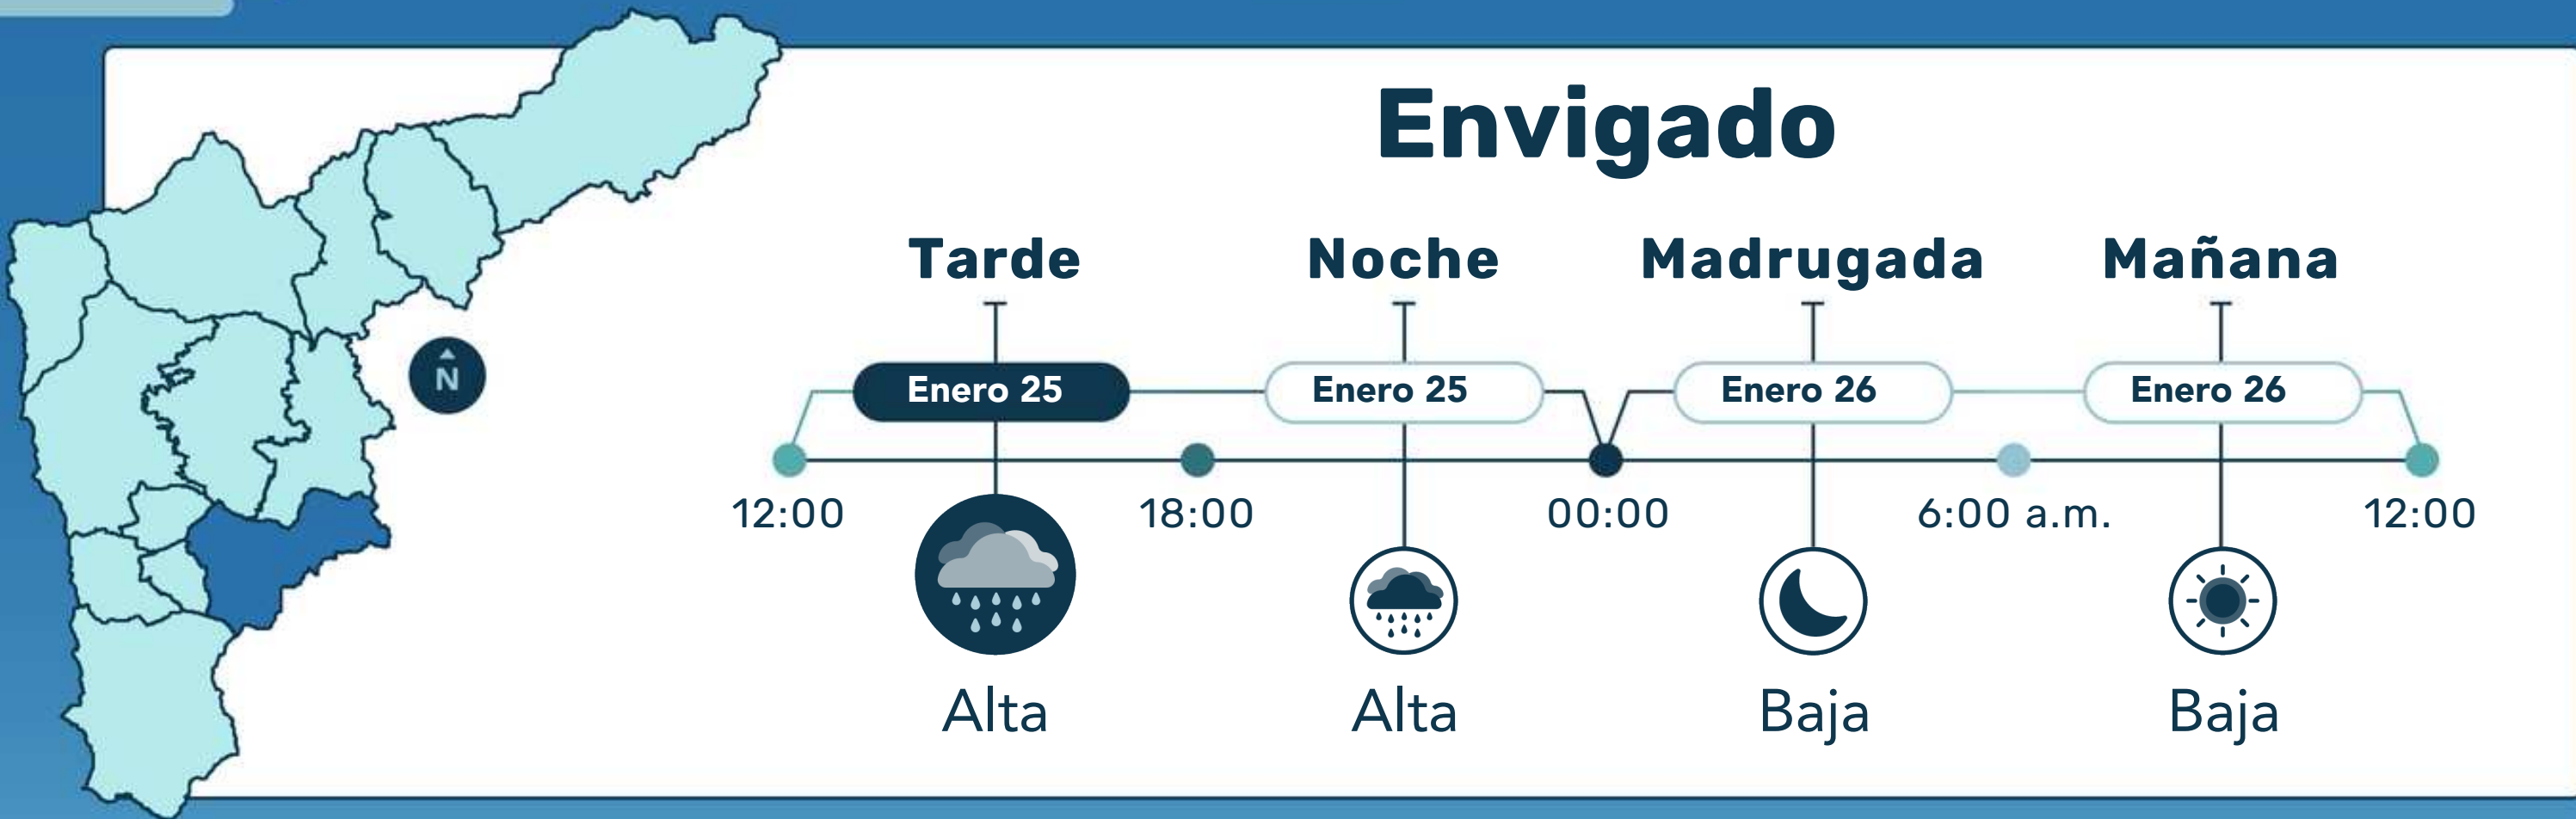 Envigado
Tarde Noche Madrugada Mañana
N
Enero 25 Enero 25 Enero 26 Enero 26
12:00 18:00 00:00 6:00 a.m. 12:00
Alta Alta Baja Baja